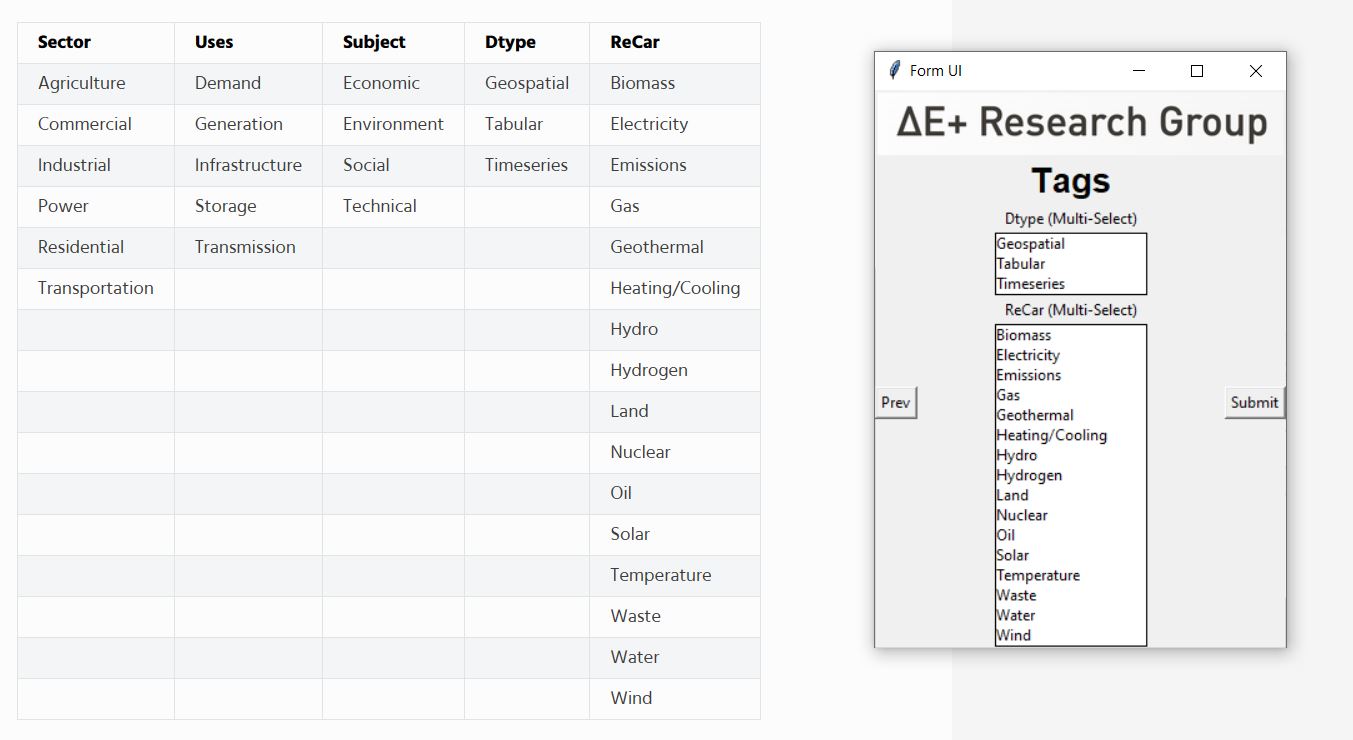 Sector Uses Subject Dtype ReCar
Agriculture Demand Economic Geospatial Biomass
Commercial Generation Environment Tabular Electricity
Industrial Infrastructure Social Timeseries Emissions
Power Storage Technical Gas
Residential Transmission Geothermal
Transportation Heating/Cooling
Hydro
Hydrogen
Land
Nuclear
Oil
Solar
Temperature
Waste
Water
Wind
Form UI
ΔE+ Research Group
Tags
Dtype (Multi-Select)
Geospatial
Tabular
Timeseries
ReCar (Multi-Select)
Biomass
Electricity
Emissions
Gas
Geothermal
Heating/Cooling
Hydro
Hydrogen
Land
Nuclear
Oil
Solar
Temperature
Waste
Water
Wind
Prev
Submit